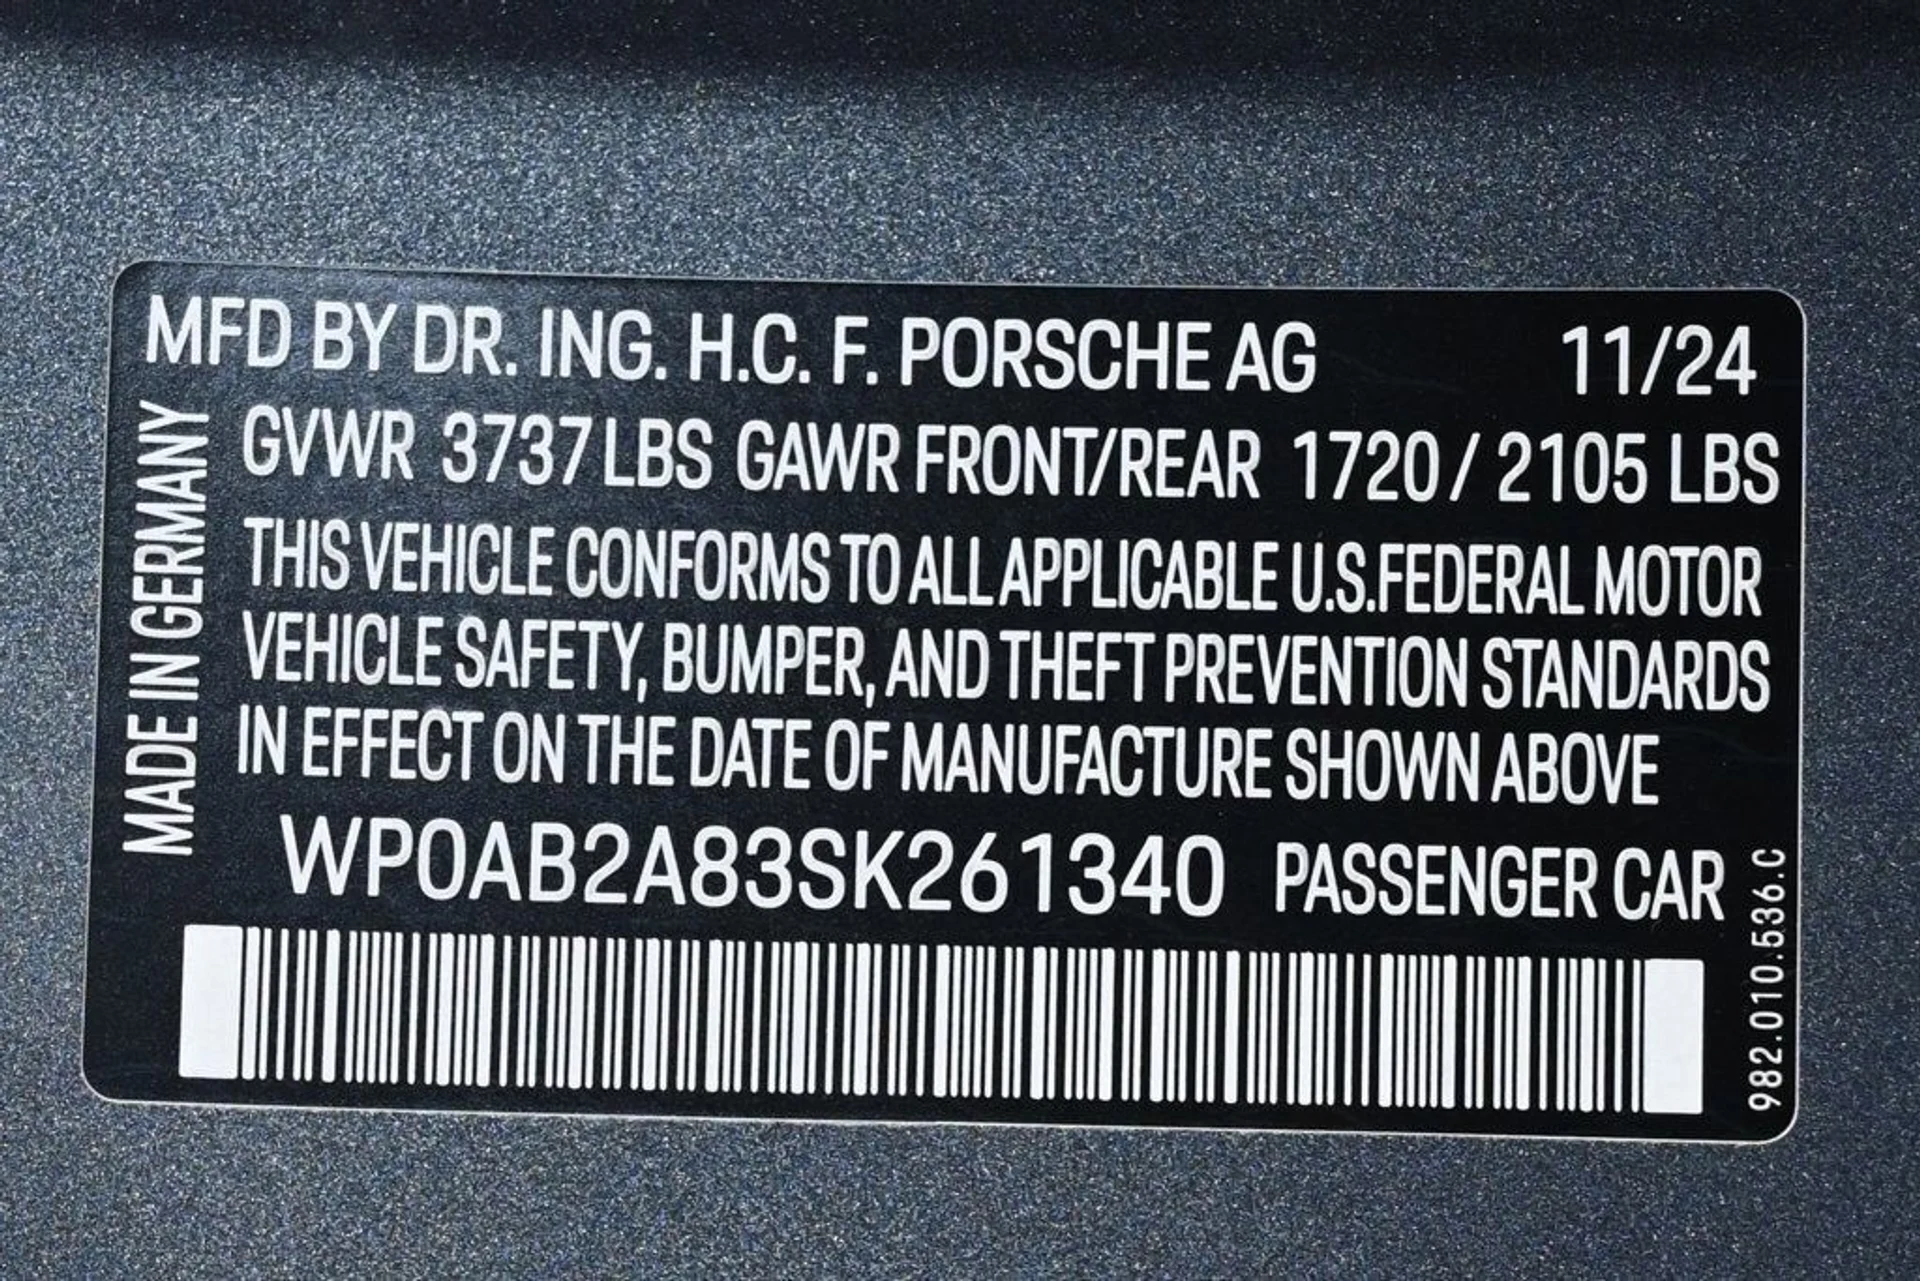 MFD BY DR. ING. H.C. F. PORSCHE AG 11/24
GVWR 3737 LBS GAWR FRONT/REAR 1720 / 2105 LBS
THIS VEHICLE CONFORMS TO ALL APPLICABLE U.S.FEDERAL MOTOR
VEHICLE SAFETY, BUMPER, AND THEFT PREVENTION STANDARDS
IN EFFECT ON THE DATE OF MANUFACTURE SHOWN ABOVE
WP0AB2A83SK261340 PASSENGER CAR
MADE IN GERMANY
982.010.536.C